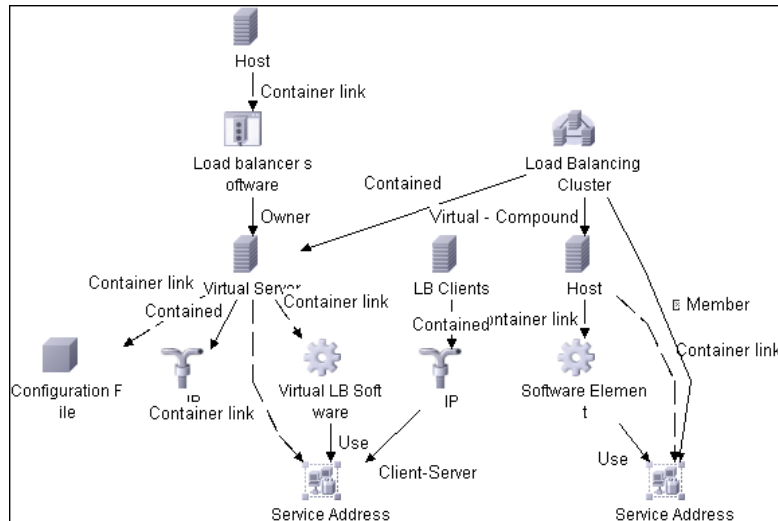 Host
Container link
Load balancer s
oftware
Load Balancing
Cluster
Contained
Owner
Virtual - Compound
Container link
Virtual Server
LB Clients
Host
Contained
Container link
Contained
Container link
Member
Container link
Configuration F
ile
IP
Virtual LB Soft
ware
IP
Software Elemen
t
Container link
Use
Client-Server
Use
Service Address
Service Address